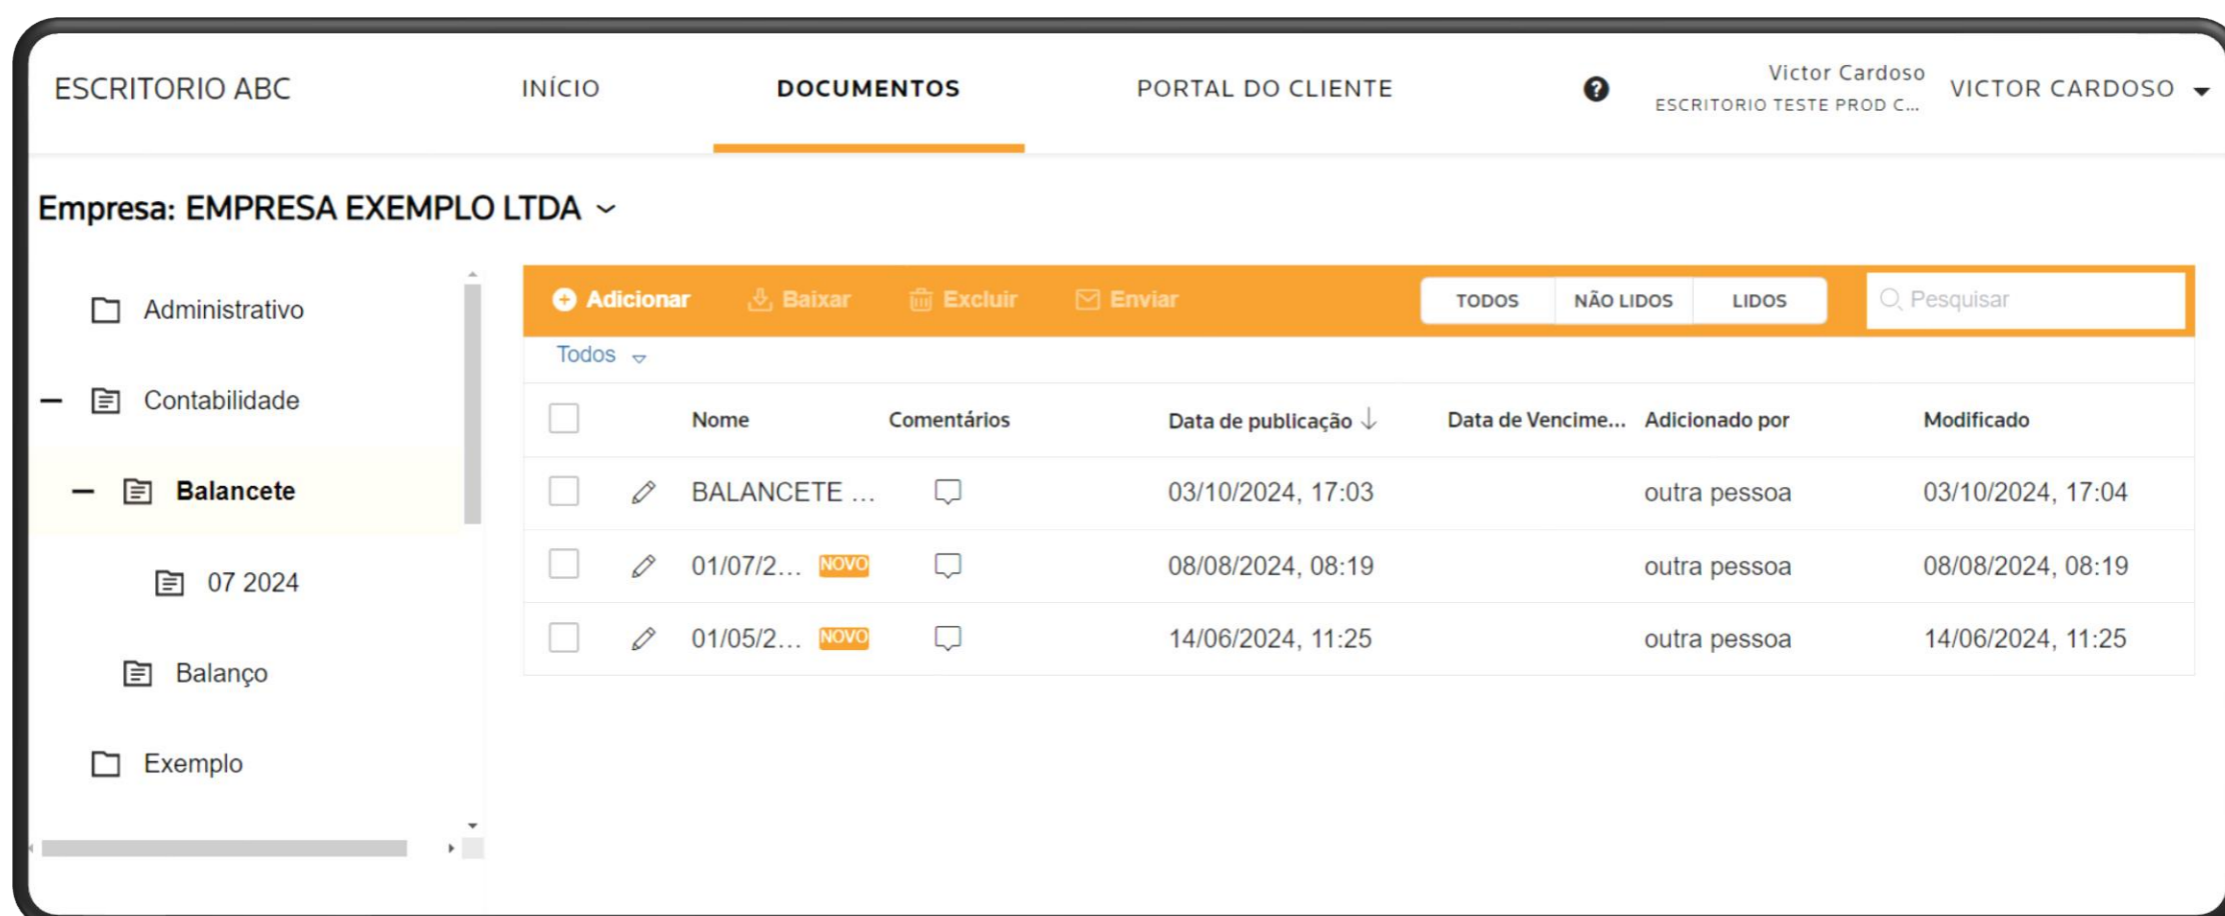 ESCRITORIO ABC INÍCIO DOCUMENTOS PORTAL DO CLIENTE ? Victor Cardoso VICTOR CARDOSO
ESCRITORIO TESTE PROD C...
Empresa: EMPRESA EXEMPLO LTDA
Administrativo
Contabilidade
Balancete
07 2024
Balanço
Exemplo
Adicionar Baixar Excluir Enviar TODOS NÃO LIDOS LIDOS Pesquisar
Todos
Nome Comentários Data de publicação Data de Vencime... Adicionado por Modificado
BALANCETE ... 03/10/2024, 17:03 outra pessoa 03/10/2024, 17:04
01/07/2... NOVO 08/08/2024, 08:19 outra pessoa 08/08/2024, 08:19
01/05/2... NOVO 14/06/2024, 11:25 outra pessoa 14/06/2024, 11:25